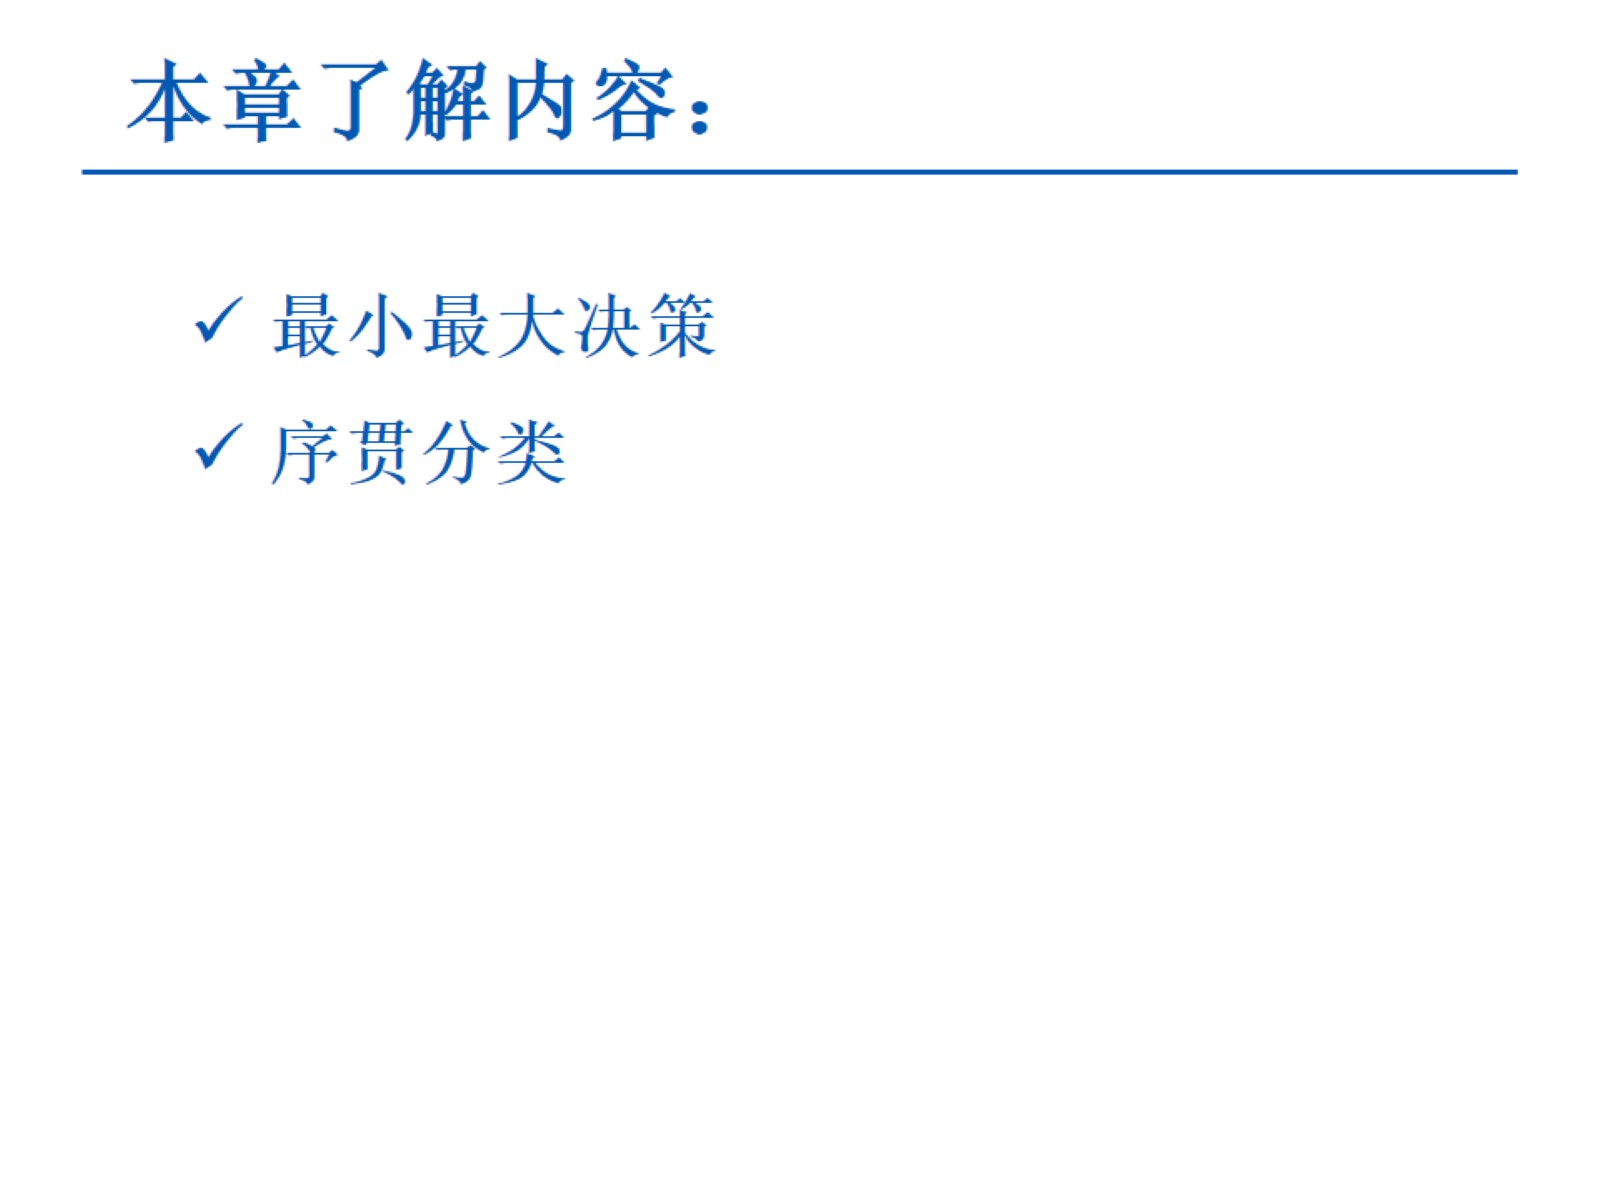 本章了解内容：
✓ 最小最大决策
✓ 序贯分类